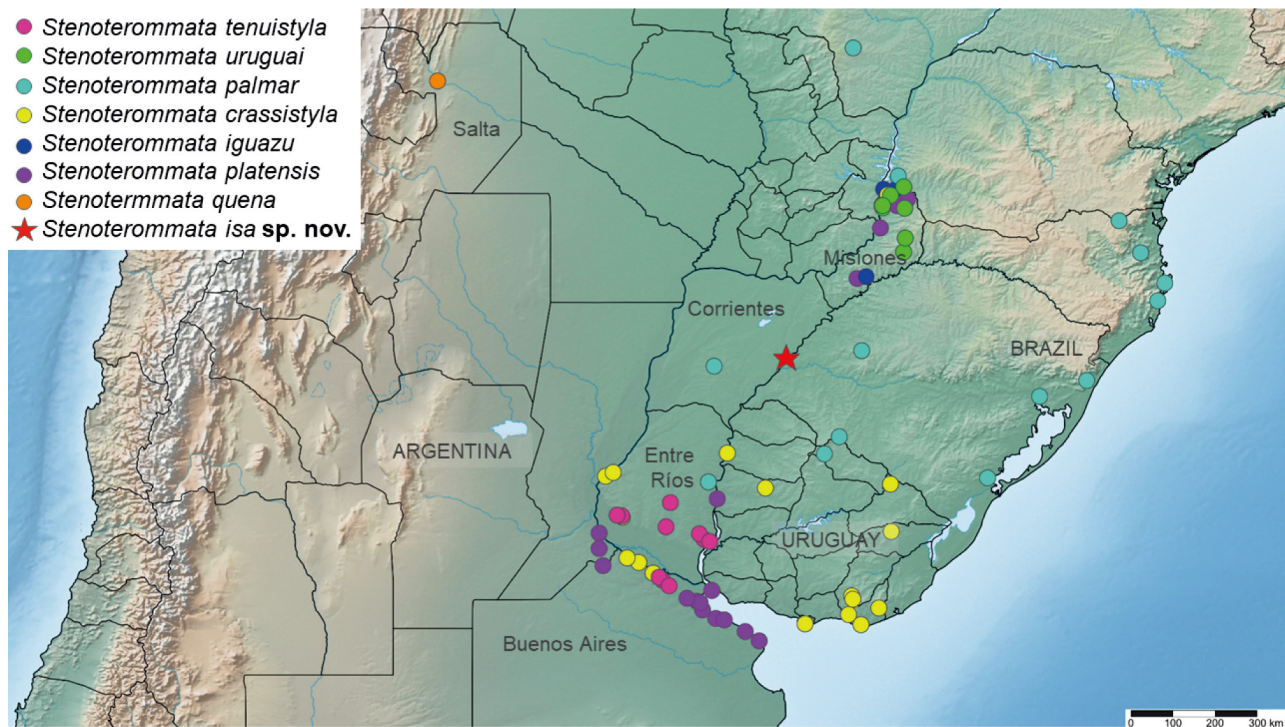 Stenoterommata tenuistyla
Stenoterommata uruguai
Stenoterommata palmar
Stenoterommata crassistyla
Stenoterommata iguazu
Stenoterommata platensis
Stenotermmata quena
Stenoterommata isa sp. nov.
Salta
Misiones
Corrientes
BRAZIL
ARGENTINA
Entre
Ríos
URUGUAY
Buenos Aires
0 100 200 300 km